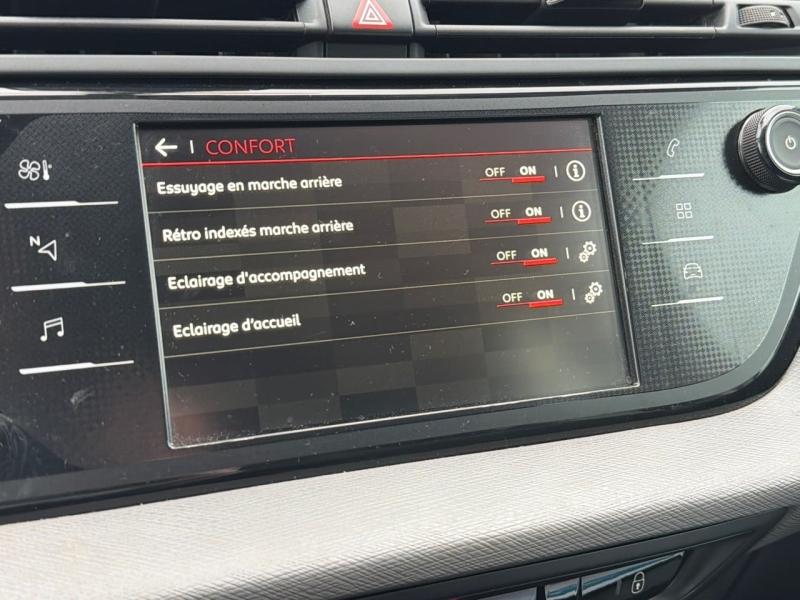 CONFORT
Essuyage en marche arrière OFF ON
Rétro indexés marche arrière OFF ON
Eclairage d'accompagnement OFF ON
Eclairage d'accueil OFF ON
N